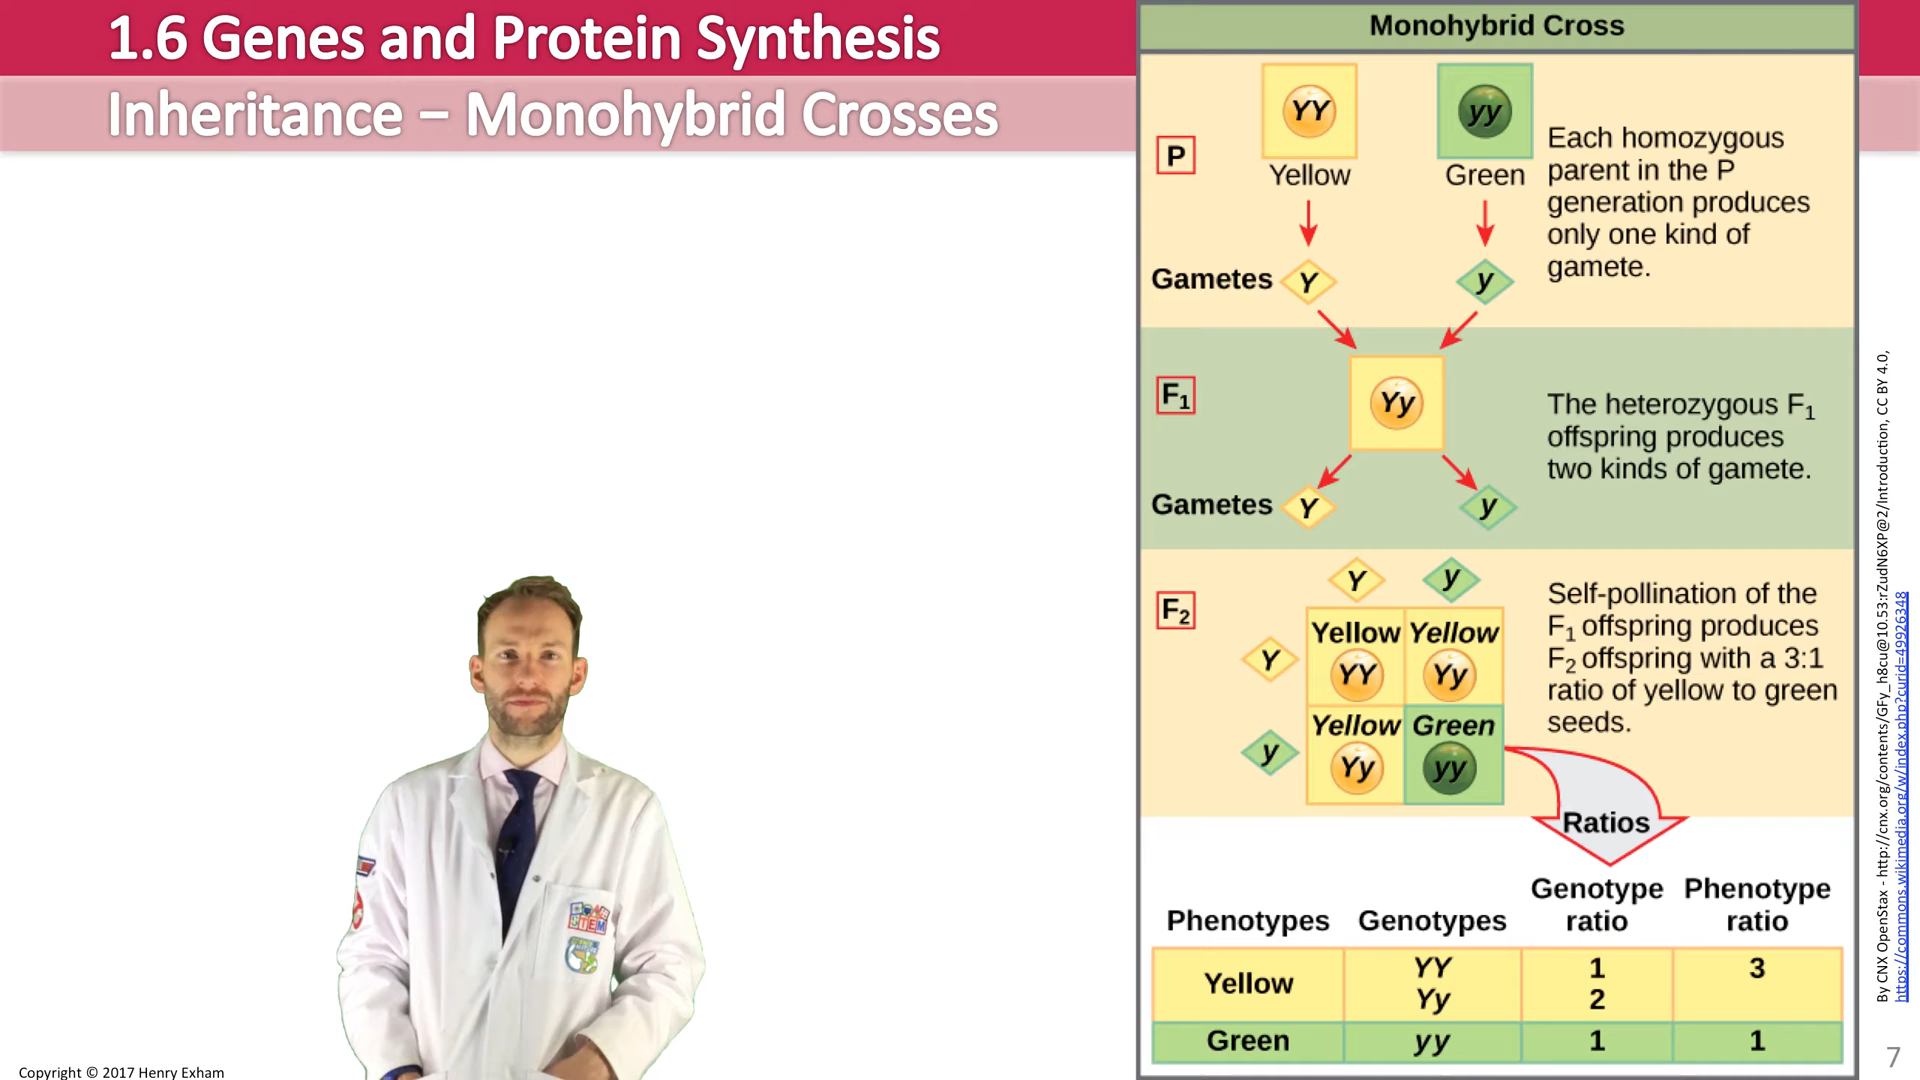 1.6 Genes and Protein Synthesis
Inheritance – Monohybrid Crosses
Monohybrid Cross
P
YY
yy
Yellow
Green
Each homozygous
parent in the P
generation produces
only one kind of
gamete.
Gametes
Y
y
F1
Yy
The heterozygous F1
offspring produces
two kinds of gamete.
Gametes
Y
y
F2
Y
y
Y
Yellow
Yellow
YY
Yy
y
Yellow
Green
Yy
yy
Self-pollination of the
F1 offspring produces
F2 offspring with a 3:1
ratio of yellow to green
seeds.
Ratios
Phenotypes
Genotypes
Genotype
ratio
Phenotype
ratio
Yellow
YY
Yy
1
2
3
Green
yy
1
1
By CNX OpenStax - http://cnx.org/contents/GFy_h8cu@10.53:rZudN6XP@2/Introduction, CC BY 4.0,
https://commons.wikimedia.org/w/index.php?curid=49926348
STEM
Copyright © 2017 Henry Exham
7